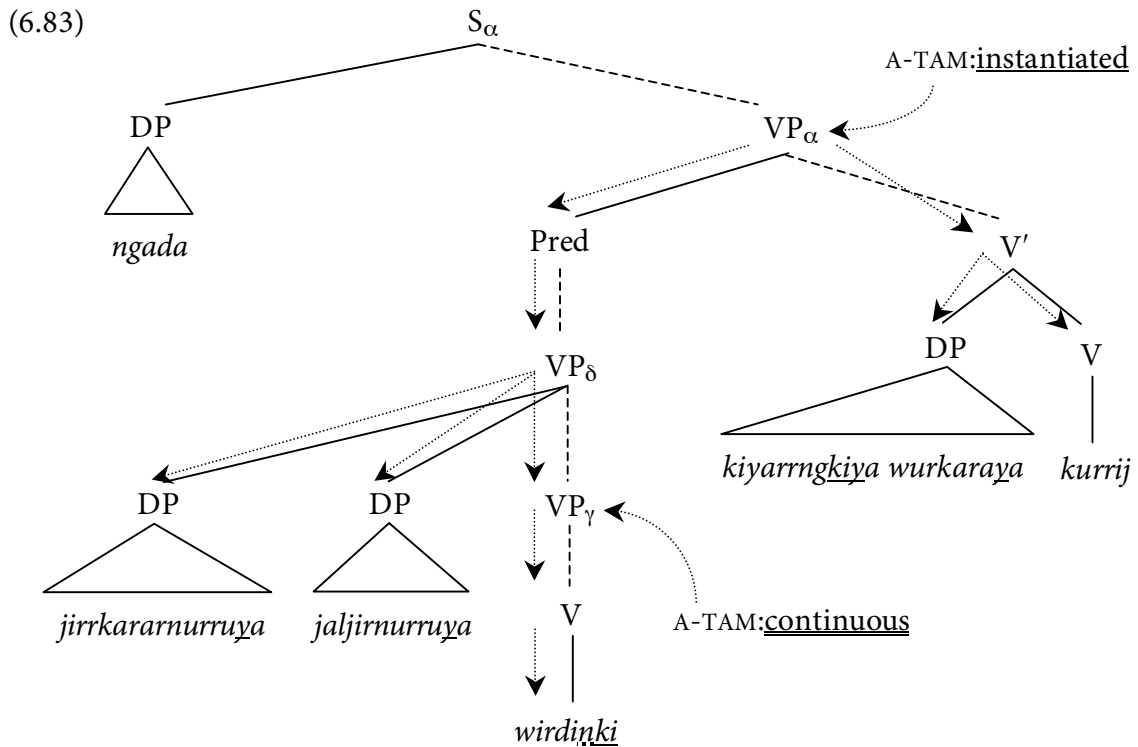 (6.83)
Sα
A-TAM:instantiated
DP VPα
ngada
Pred V′
VPδ DP V
kiyarrngkiya wurkaraya kurrij
DP DP VPγ
jirrkararnurruya jaljirnurruya V A-TAM:continuous
wirdiṉki